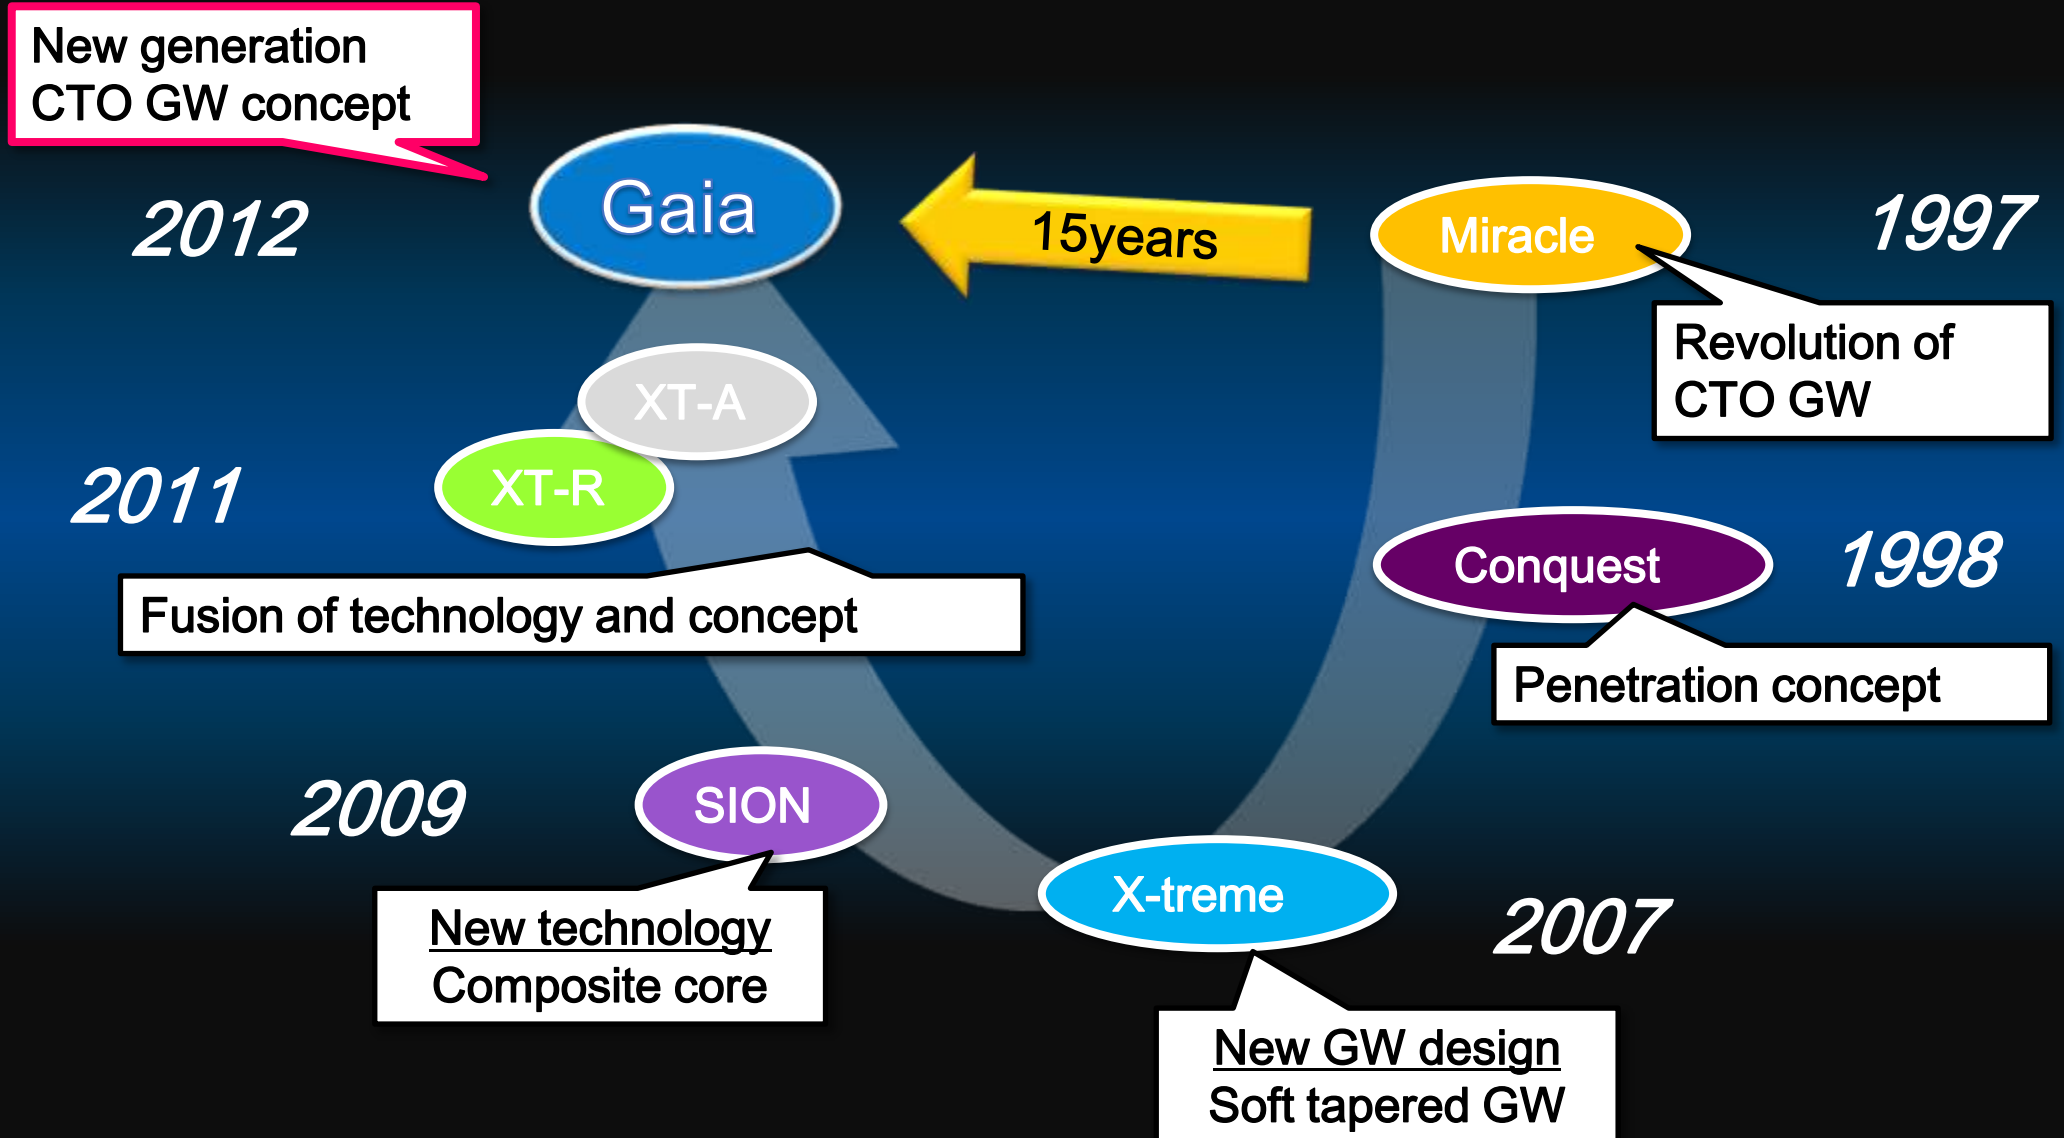 New generation
CTO GW concept
2012
Gaia
15years
Miracle
1997
Revolution of
CTO GW
XT-A
XT-R
2011
Fusion of technology and concept
Conquest
1998
Penetration concept
2009
SION
New technology
Composite core
X-treme
2007
New GW design
Soft tapered GW